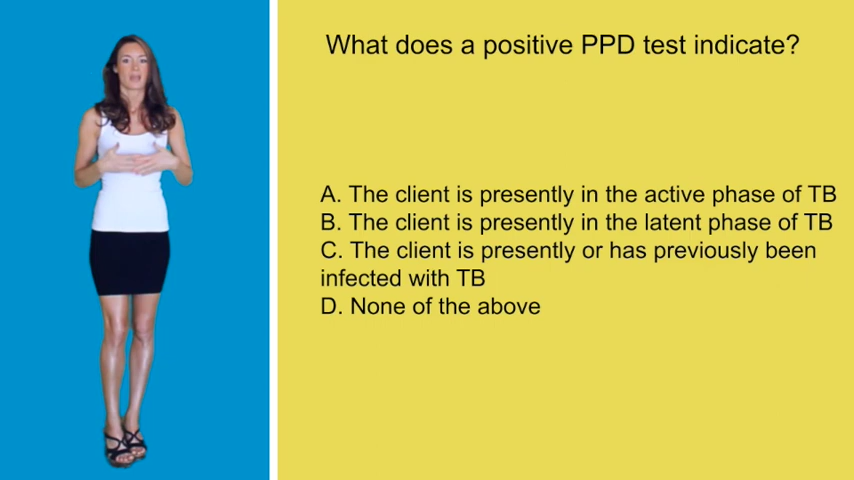 What does a positive PPD test indicate?
A. The client is presently in the active phase of TB
B. The client is presently in the latent phase of TB
C. The client is presently or has previously been
infected with TB
D. None of the above